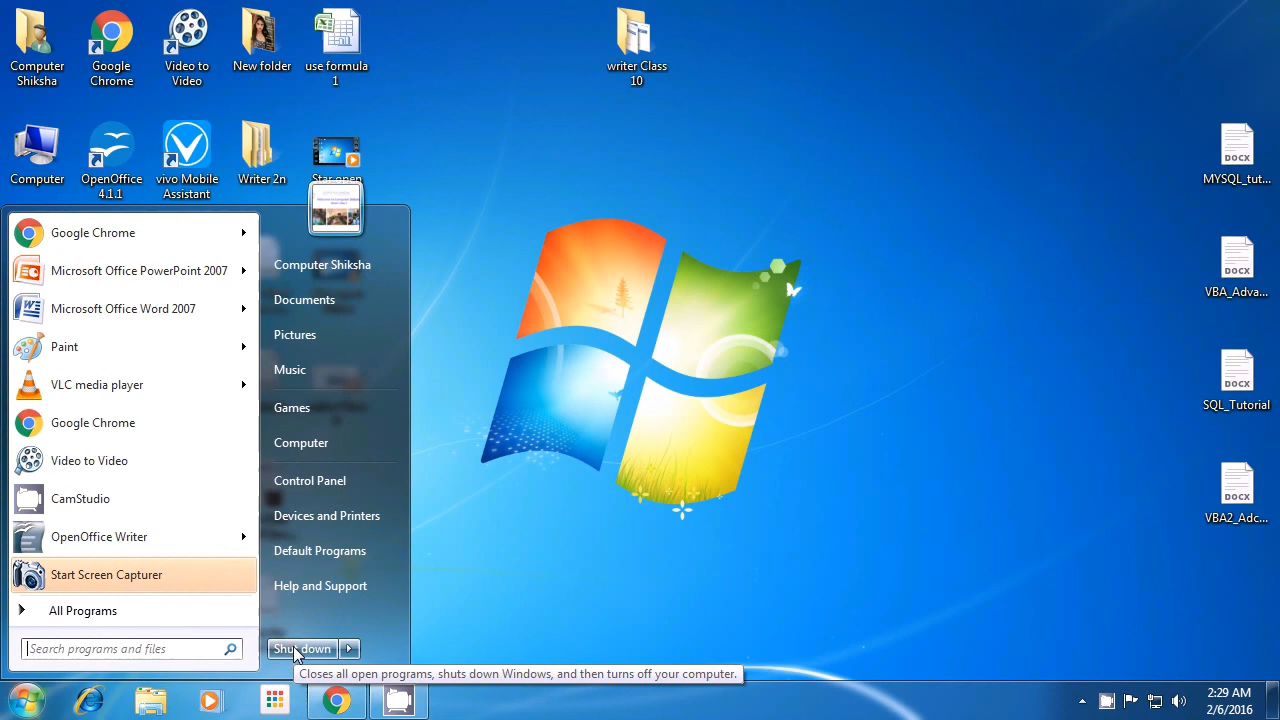 Computer
Shiksha
Google
Chrome
Video to
Video
New folder
use formula
1
writer Class
10
Computer
OpenOffice
4.1.1
vivo Mobile
Assistant
Writer 2n
Star open
MYSQL_tut...
VBA_Adva...
SQL_Tutorial
VBA2_Adc...
DOCX
DOCX
DOCX
DOCX
Google Chrome
Microsoft Office PowerPoint 2007
Microsoft Office Word 2007
Paint
VLC media player
Google Chrome
Video to Video
CamStudio
OpenOffice Writer
Start Screen Capturer
All Programs
Search programs and files
Computer Shiksha
Documents
Pictures
Music
Games
Computer
Control Panel
Devices and Printers
Default Programs
Help and Support
Shut down
Closes all open programs, shuts down Windows, and then turns off your computer.
2:29 AM
2/6/2016